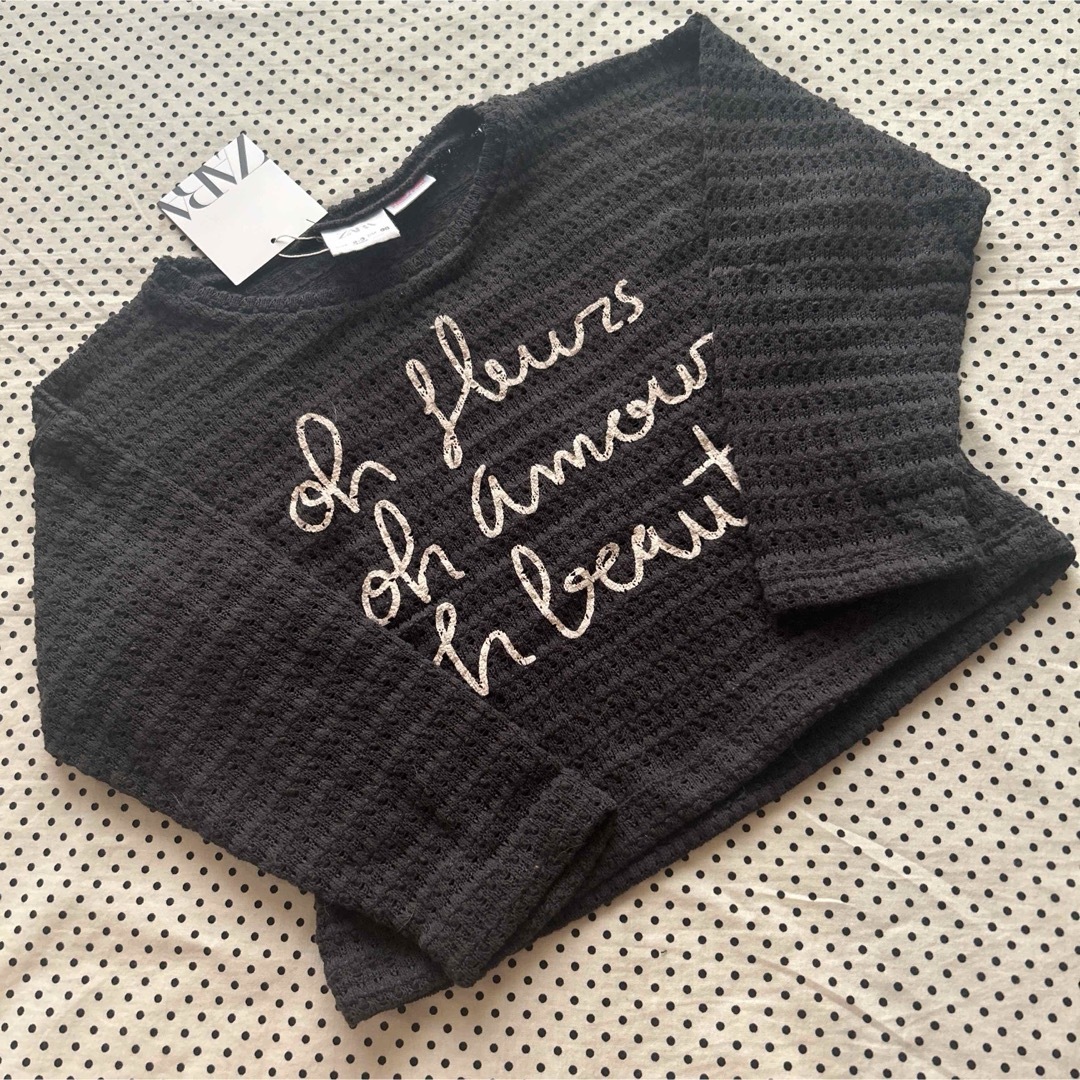 ZARA
oh fleurs
oh amour
h beaut